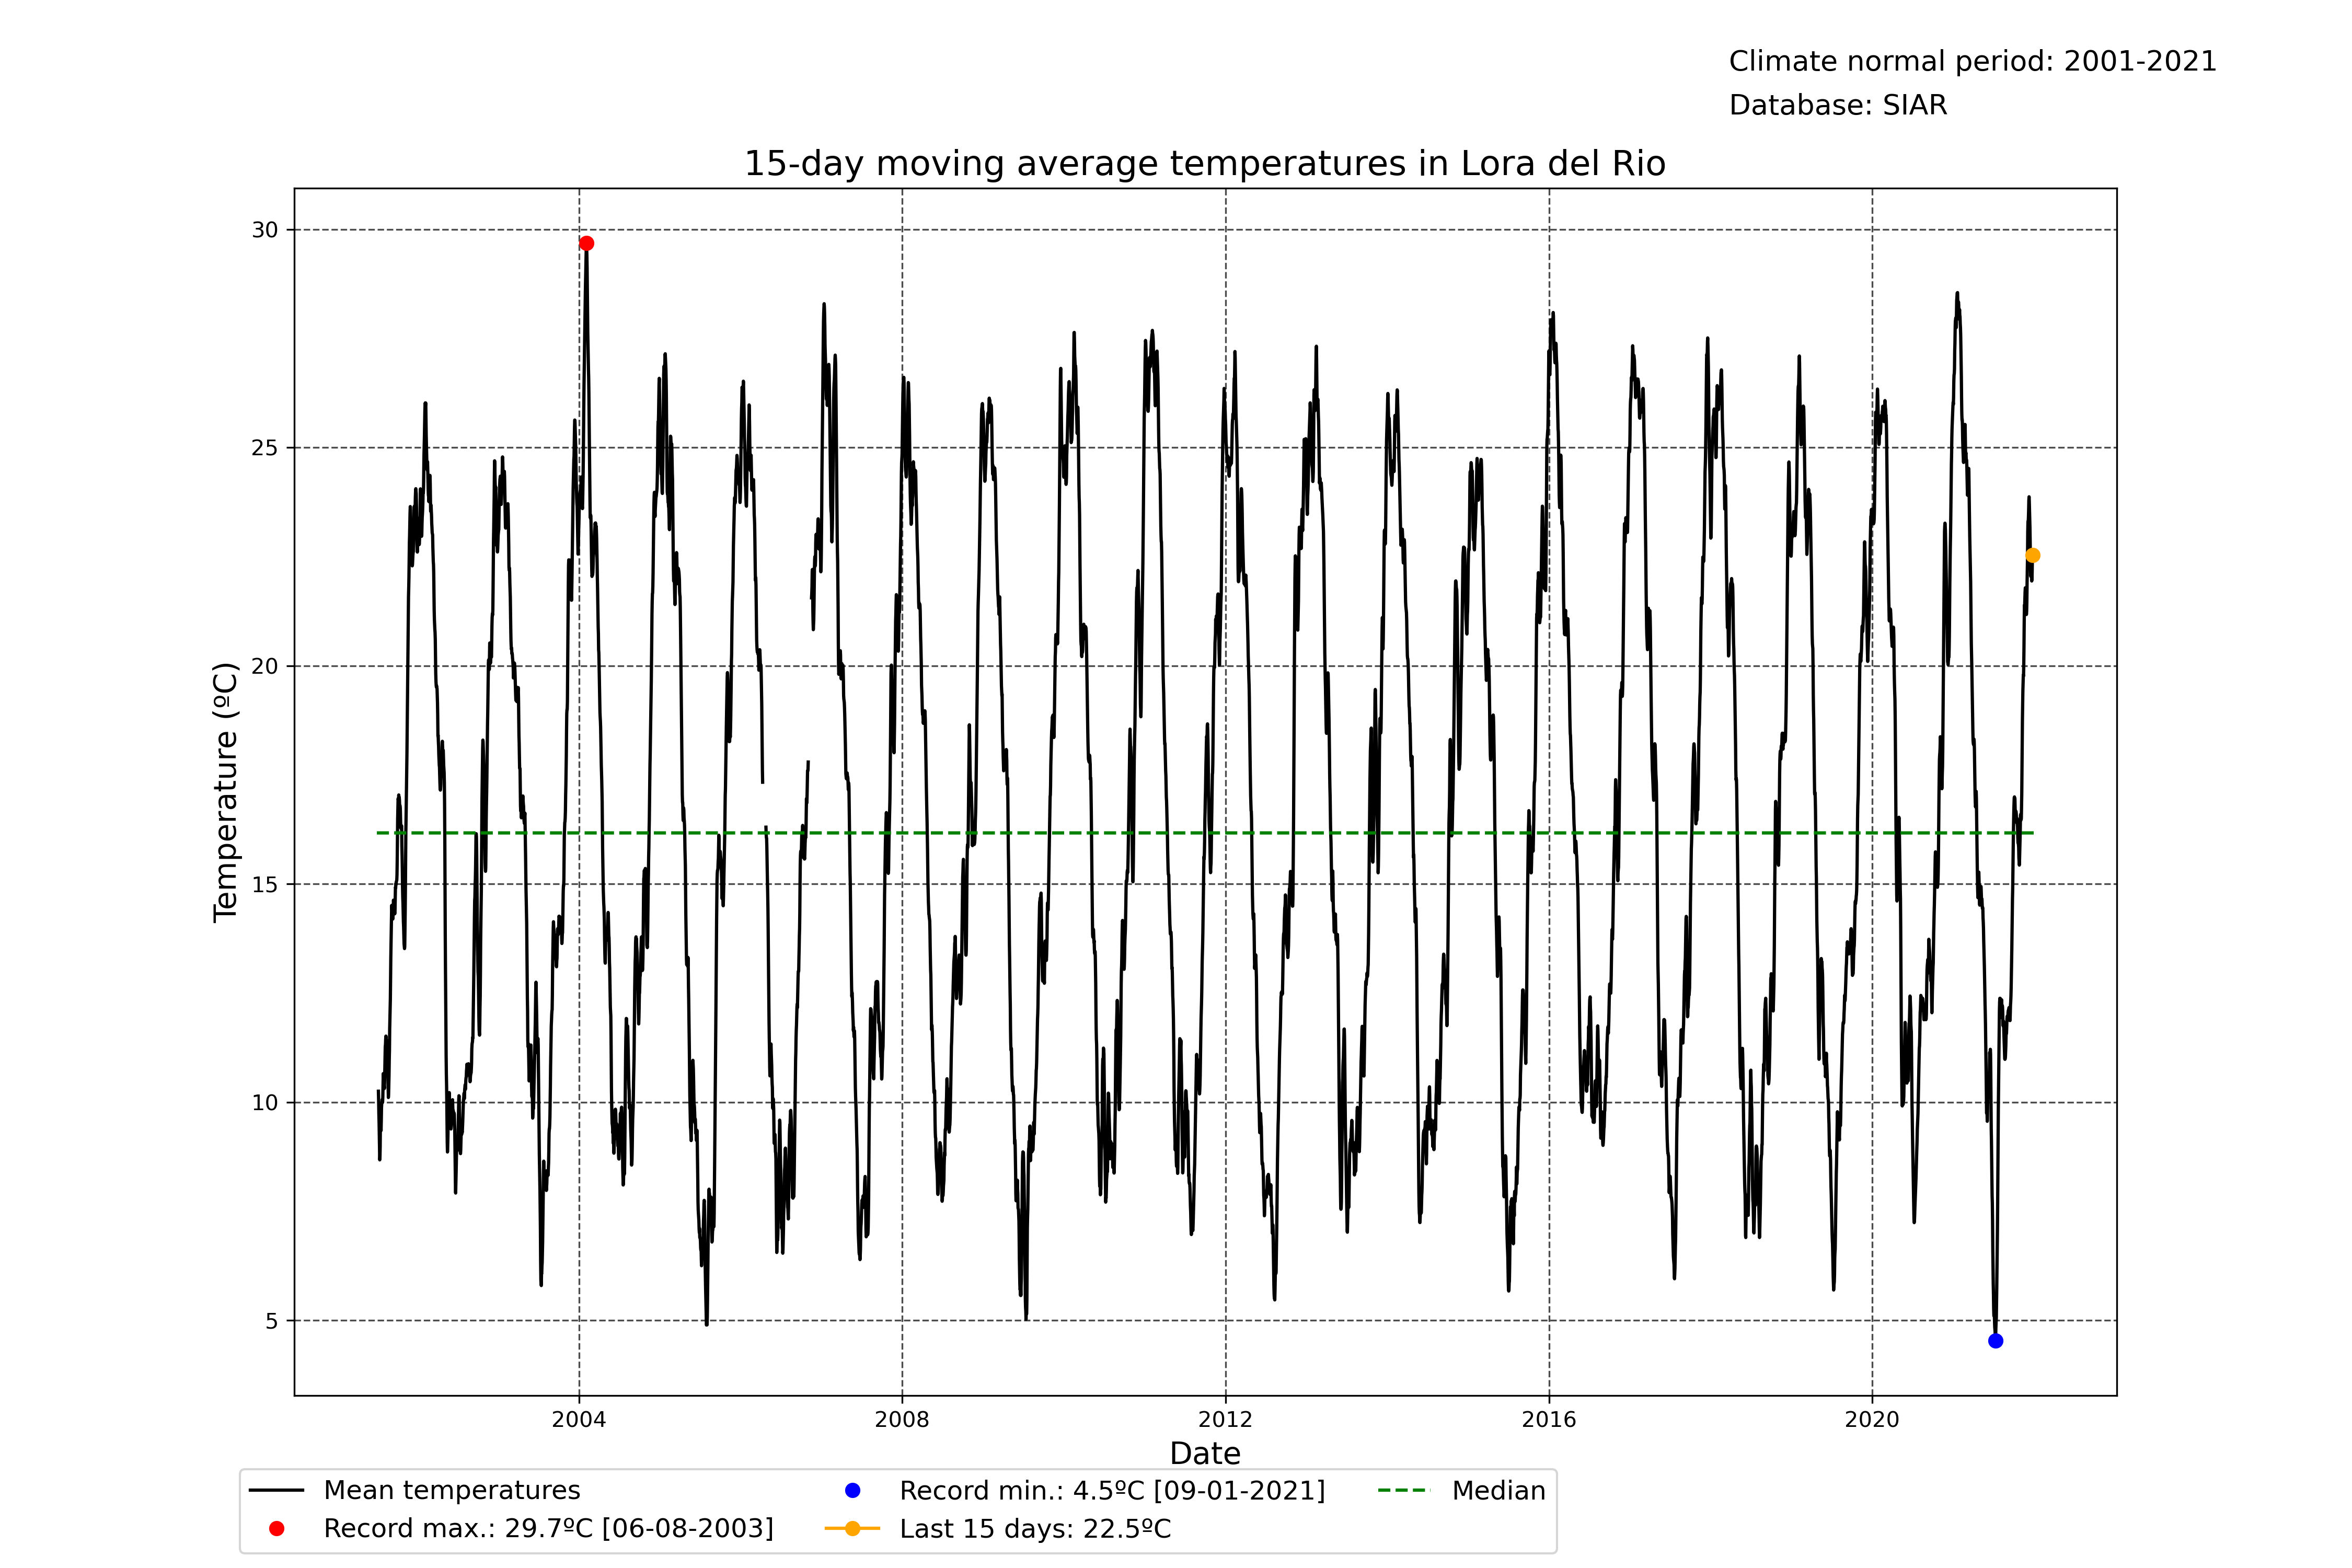 Climate normal period: 2001-2021
Database: SIAR
15-day moving average temperatures in Lora del Rio
30
25
20
15
10
5
Temperature (ºC)
2004 2008 2012 2016 2020
Date
Mean temperatures
Record max.: 29.7ºC [06-08-2003]
Record min.: 4.5ºC [09-01-2021]
Last 15 days: 22.5ºC
Median